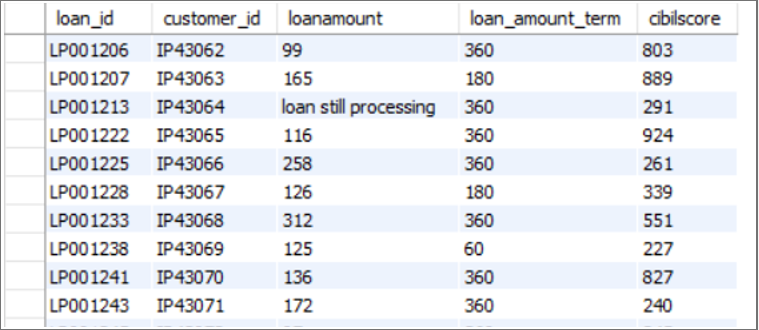 loan_id customer_id loanamount loan_amount_term cibilscore
LP001206 IP43062 99 360 803
LP001207 IP43063 165 180 889
LP001213 IP43064 loan still processing 360 291
LP001222 IP43065 116 360 924
LP001225 IP43066 258 360 261
LP001228 IP43067 126 180 339
LP001233 IP43068 312 360 551
LP001238 IP43069 125 60 227
LP001241 IP43070 136 360 827
LP001243 IP43071 172 360 240